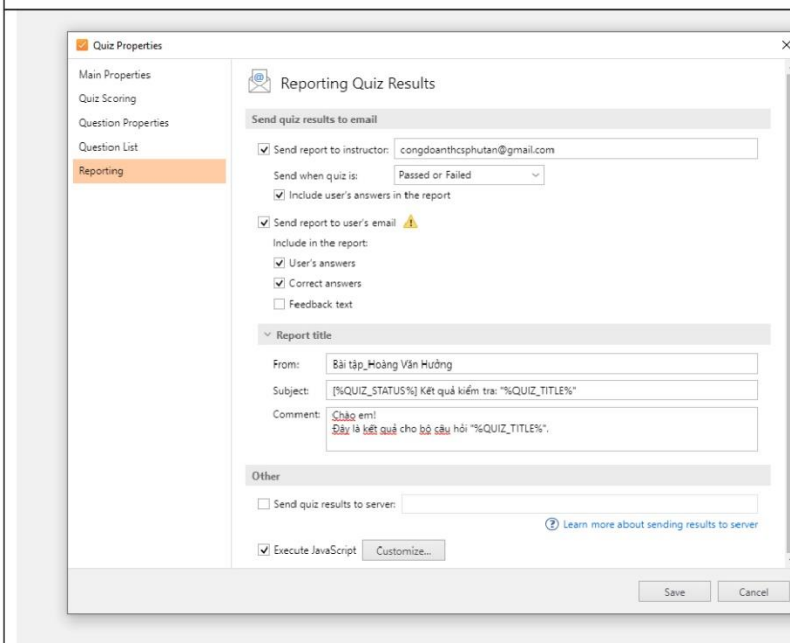 Quiz Properties
Main Properties
Quiz Scoring
Question Properties
Question List
Reporting
Reporting Quiz Results
Send quiz results to email
Send report to instructor: congdoanthcsphutan@gmail.com
Send when quiz is: Passed or Failed
Include user's answers in the report
Send report to user's email
Include in the report:
User's answers
Correct answers
Feedback text
Report title
From: Bài tập_Hoàng Văn Hưởng
Subject: [%QUIZ_STATUS%] Kết quả kiểm tra: "%QUIZ_TITLE%"
Comment: Chào em!
Đây là kết quả cho bộ câu hỏi "%QUIZ_TITLE%".
Other
Send quiz results to server:
Learn more about sending results to server
Execute JavaScript Customize...
Save Cancel